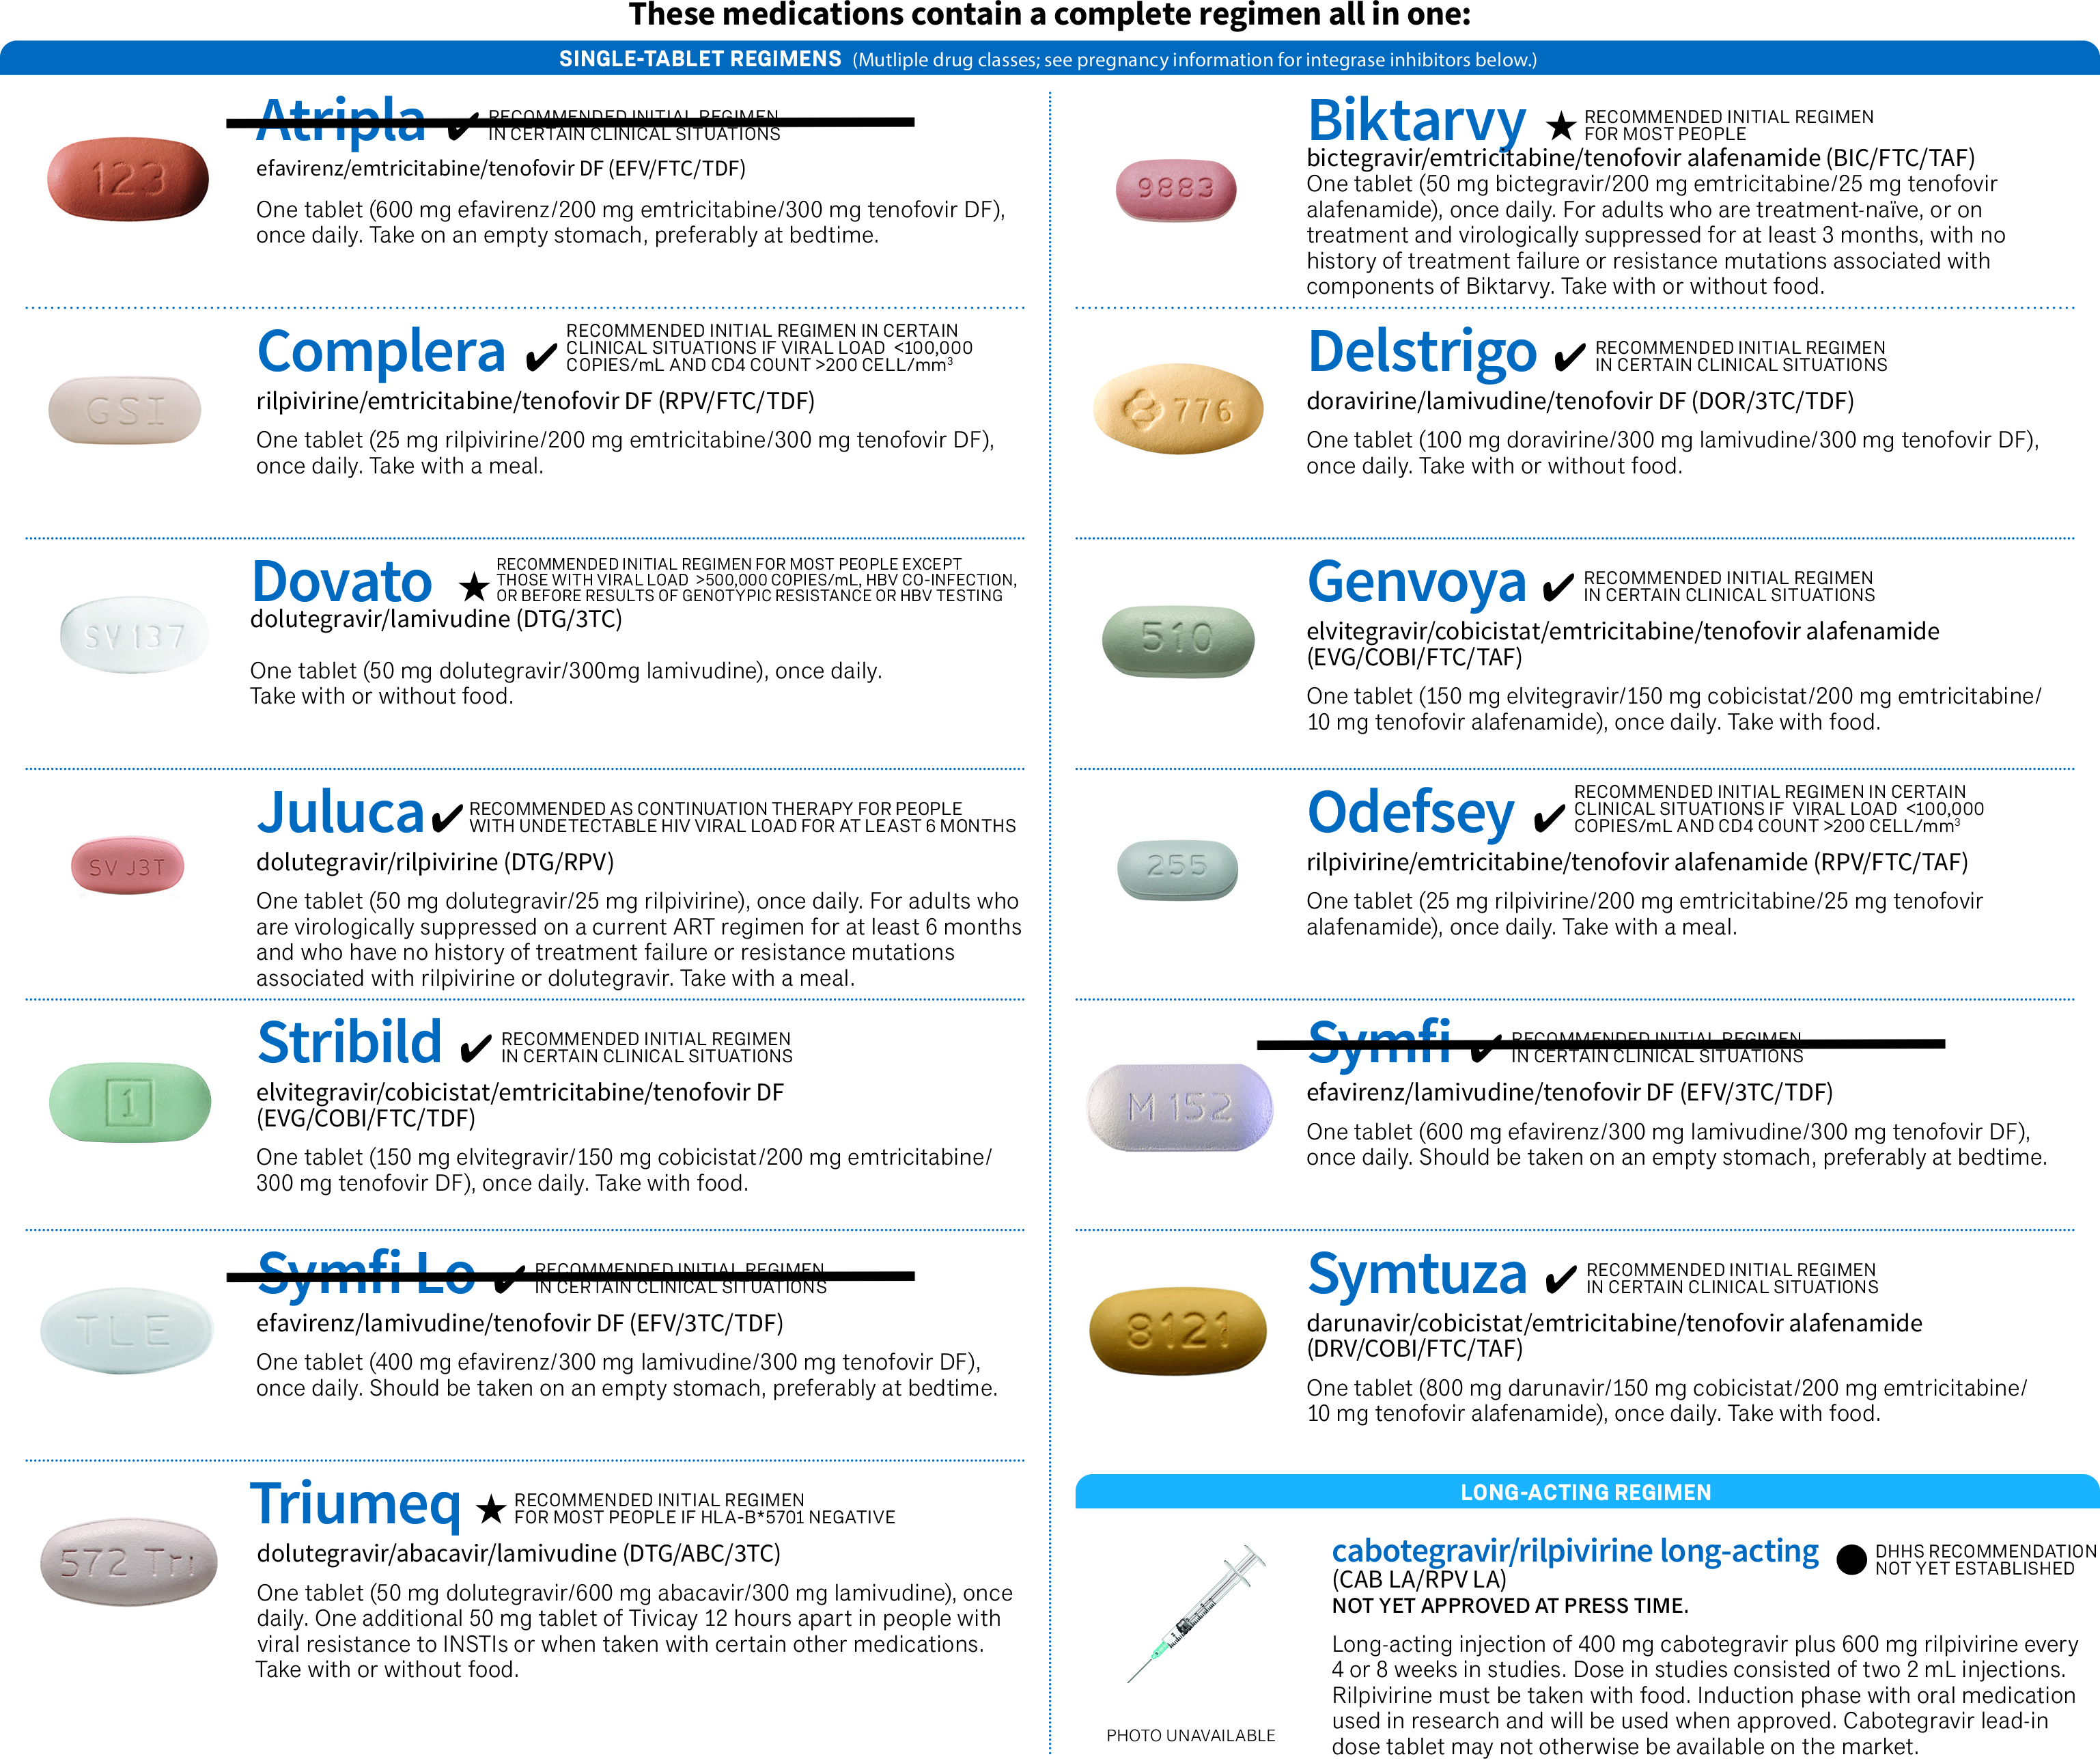 These medications contain a complete regimen all in one:
SINGLE-TABLET REGIMENS (Mutliple drug classes; see pregnancy information for integrase inhibitors below.)
123
Atripla ✔ RECOMMENDED INITIAL REGIMEN
IN CERTAIN CLINICAL SITUATIONS
efavirenz/emtricitabine/tenofovir DF (EFV/FTC/TDF)
One tablet (600 mg efavirenz/200 mg emtricitabine/300 mg tenofovir DF),
once daily. Take on an empty stomach, preferably at bedtime.
GSI
Complera ✔ RECOMMENDED INITIAL REGIMEN IN CERTAIN
CLINICAL SITUATIONS IF VIRAL LOAD <100,000
COPIES/mL AND CD4 COUNT >200 CELL/mm³
rilpivirine/emtricitabine/tenofovir DF (RPV/FTC/TDF)
One tablet (25 mg rilpivirine/200 mg emtricitabine/300 mg tenofovir DF),
once daily. Take with a meal.
SV 137
Dovato ★ RECOMMENDED INITIAL REGIMEN FOR MOST PEOPLE EXCEPT
THOSE WITH VIRAL LOAD >500,000 COPIES/mL, HBV CO-INFECTION,
OR BEFORE RESULTS OF GENOTYPIC RESISTANCE OR HBV TESTING
dolutegravir/lamivudine (DTG/3TC)
One tablet (50 mg dolutegravir/300mg lamivudine), once daily.
Take with or without food.
SV J3T
Juluca ✔ RECOMMENDED AS CONTINUATION THERAPY FOR PEOPLE
WITH UNDETECTABLE HIV VIRAL LOAD FOR AT LEAST 6 MONTHS
dolutegravir/rilpivirine (DTG/RPV)
One tablet (50 mg dolutegravir/25 mg rilpivirine), once daily. For adults who
are virologically suppressed on a current ART regimen for at least 6 months
and who have no history of treatment failure or resistance mutations
associated with rilpivirine or dolutegravir. Take with a meal.
1
Stribild ✔ RECOMMENDED INITIAL REGIMEN
IN CERTAIN CLINICAL SITUATIONS
elvitegravir/cobicistat/emtricitabine/tenofovir DF
(EVG/COBI/FTC/TDF)
One tablet (150 mg elvitegravir/150 mg cobicistat/200 mg emtricitabine/
300 mg tenofovir DF), once daily. Take with food.
TLE
Symfi Lo ✔ RECOMMENDED INITIAL REGIMEN
IN CERTAIN CLINICAL SITUATIONS
efavirenz/lamivudine/tenofovir DF (EFV/3TC/TDF)
One tablet (400 mg efavirenz/300 mg lamivudine/300 mg tenofovir DF),
once daily. Should be taken on an empty stomach, preferably at bedtime.
572 Tri
Triumeq ★ RECOMMENDED INITIAL REGIMEN
FOR MOST PEOPLE IF HLA-B*5701 NEGATIVE
dolutegravir/abacavir/lamivudine (DTG/ABC/3TC)
One tablet (50 mg dolutegravir/600 mg abacavir/300 mg lamivudine), once
daily. One additional 50 mg tablet of Tivicay 12 hours apart in people with
viral resistance to INSTIs or when taken with certain other medications.
Take with or without food.
9883
Biktarvy ★ RECOMMENDED INITIAL REGIMEN
FOR MOST PEOPLE
bictegravir/emtricitabine/tenofovir alafenamide (BIC/FTC/TAF)
One tablet (50 mg bictegravir/200 mg emtricitabine/25 mg tenofovir
alafenamide), once daily. For adults who are treatment-naïve, or on
treatment and virologically suppressed for at least 3 months, with no
history of treatment failure or resistance mutations associated with
components of Biktarvy. Take with or without food.
776
Delstrigo ✔ RECOMMENDED INITIAL REGIMEN
IN CERTAIN CLINICAL SITUATIONS
doravirine/lamivudine/tenofovir DF (DOR/3TC/TDF)
One tablet (100 mg doravirine/300 mg lamivudine/300 mg tenofovir DF),
once daily. Take with or without food.
510
Genvoya ✔ RECOMMENDED INITIAL REGIMEN
IN CERTAIN CLINICAL SITUATIONS
elvitegravir/cobicistat/emtricitabine/tenofovir alafenamide
(EVG/COBI/FTC/TAF)
One tablet (150 mg elvitegravir/150 mg cobicistat/200 mg emtricitabine/
10 mg tenofovir alafenamide), once daily. Take with food.
255
Odefsey ✔ RECOMMENDED INITIAL REGIMEN IN CERTAIN
CLINICAL SITUATIONS IF VIRAL LOAD <100,000
COPIES/mL AND CD4 COUNT >200 CELL/mm³
rilpivirine/emtricitabine/tenofovir alafenamide (RPV/FTC/TAF)
One tablet (25 mg rilpivirine/200 mg emtricitabine/25 mg tenofovir
alafenamide), once daily. Take with a meal.
M 152
Symfi ✔ RECOMMENDED INITIAL REGIMEN
IN CERTAIN CLINICAL SITUATIONS
efavirenz/lamivudine/tenofovir DF (EFV/3TC/TDF)
One tablet (600 mg efavirenz/300 mg lamivudine/300 mg tenofovir DF),
once daily. Should be taken on an empty stomach, preferably at bedtime.
8121
Symtuza ✔ RECOMMENDED INITIAL REGIMEN
IN CERTAIN CLINICAL SITUATIONS
darunavir/cobicistat/emtricitabine/tenofovir alafenamide
(DRV/COBI/FTC/TAF)
One tablet (800 mg darunavir/150 mg cobicistat/200 mg emtricitabine/
10 mg tenofovir alafenamide), once daily. Take with food.
LONG-ACTING REGIMEN
cabotegravir/rilpivirine long-acting ● DHHS RECOMMENDATION
NOT YET ESTABLISHED
(CAB LA/RPV LA)
NOT YET APPROVED AT PRESS TIME.
Long-acting injection of 400 mg cabotegravir plus 600 mg rilpivirine every
4 or 8 weeks in studies. Dose in studies consisted of two 2 mL injections.
Rilpivirine must be taken with food. Induction phase with oral medication
used in research and will be used when approved. Cabotegravir lead-in
dose tablet may not otherwise be available on the market.
PHOTO UNAVAILABLE